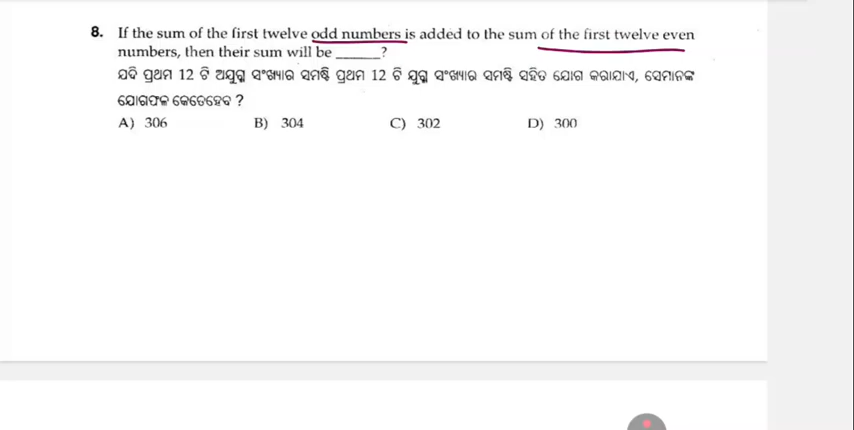 8. If the sum of the first twelve odd numbers is added to the sum of the first twelve even
numbers, then their sum will be ______?
ଯଦି ପ୍ରଥମ 12 ଟି ଅଯୁଗ୍ମ ସଂଖ୍ୟାର ସମଷ୍ଟି ପ୍ରଥମ 12 ଟି ଯୁଗ୍ମ ସଂଖ୍ୟାର ସମଷ୍ଟି ସହିତ ଯୋଗ କରାଯାଏ, ସେମାନଙ୍କ
ଯୋଗଫଳ କେତେହେବ ?
A) 306 B) 304 C) 302 D) 300